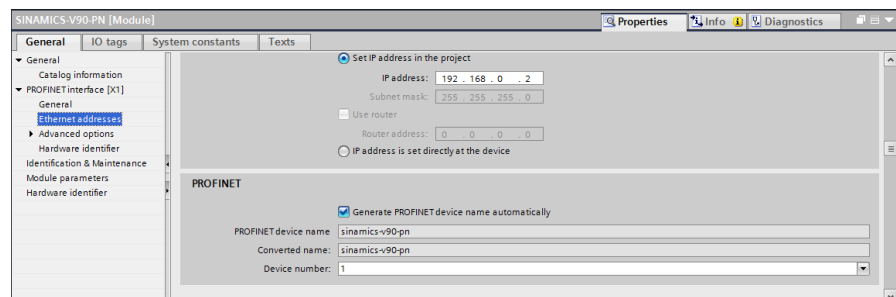 SINAMICS-V90-PN [Module]
Properties
Info
Diagnostics
General
IO tags
System constants
Texts
General
Catalog information
PROFINET interface [X1]
General
Ethernet addresses
Advanced options
Hardware identifier
Identification & Maintenance
Module parameters
Hardware identifier
Set IP address in the project
IP address: 192 . 168 . 0 . 2
Subnet mask: 255 . 255 . 255 . 0
Use router
Router address: 0 . 0 . 0 . 0
IP address is set directly at the device
PROFINET
Generate PROFINET device name automatically
PROFINET device name sinamics-v90-pn
Converted name: sinamics-v90-pn
Device number: 1